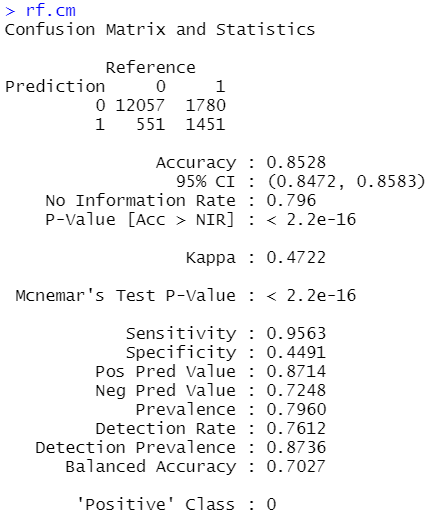 > rf.cm
Confusion Matrix and Statistics
Reference
Prediction 0 1
0 12057 1780
1 551 1451
Accuracy : 0.8528
95% CI : (0.8472, 0.8583)
No Information Rate : 0.796
P-Value [Acc > NIR] : < 2.2e-16
Kappa : 0.4722
Mcnemar's Test P-Value : < 2.2e-16
Sensitivity : 0.9563
Specificity : 0.4491
Pos Pred Value : 0.8714
Neg Pred Value : 0.7248
Prevalence : 0.7960
Detection Rate : 0.7612
Detection Prevalence : 0.8736
Balanced Accuracy : 0.7027
'Positive' Class : 0